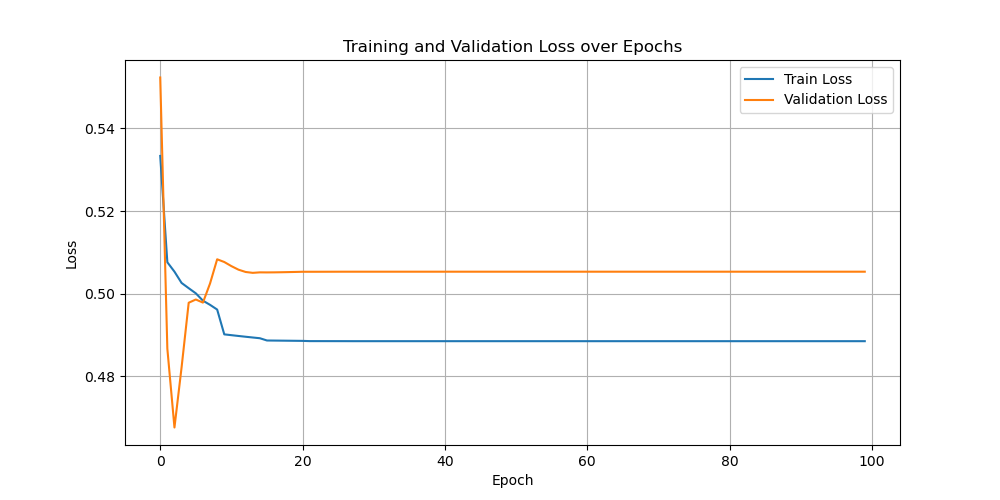 Training and Validation Loss over Epochs
Train Loss
Validation Loss
0.54
0.52
0.50
0.48
Loss
0 20 40 60 80 100
Epoch